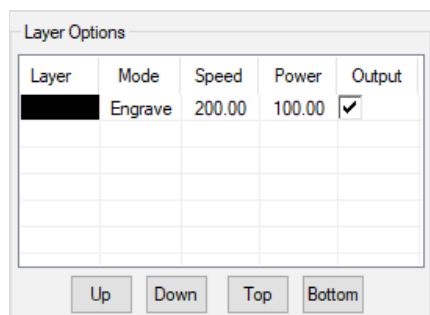 Layer Options
Layer Mode Speed Power Output
Engrave 200.00 100.00
Up Down Top Bottom